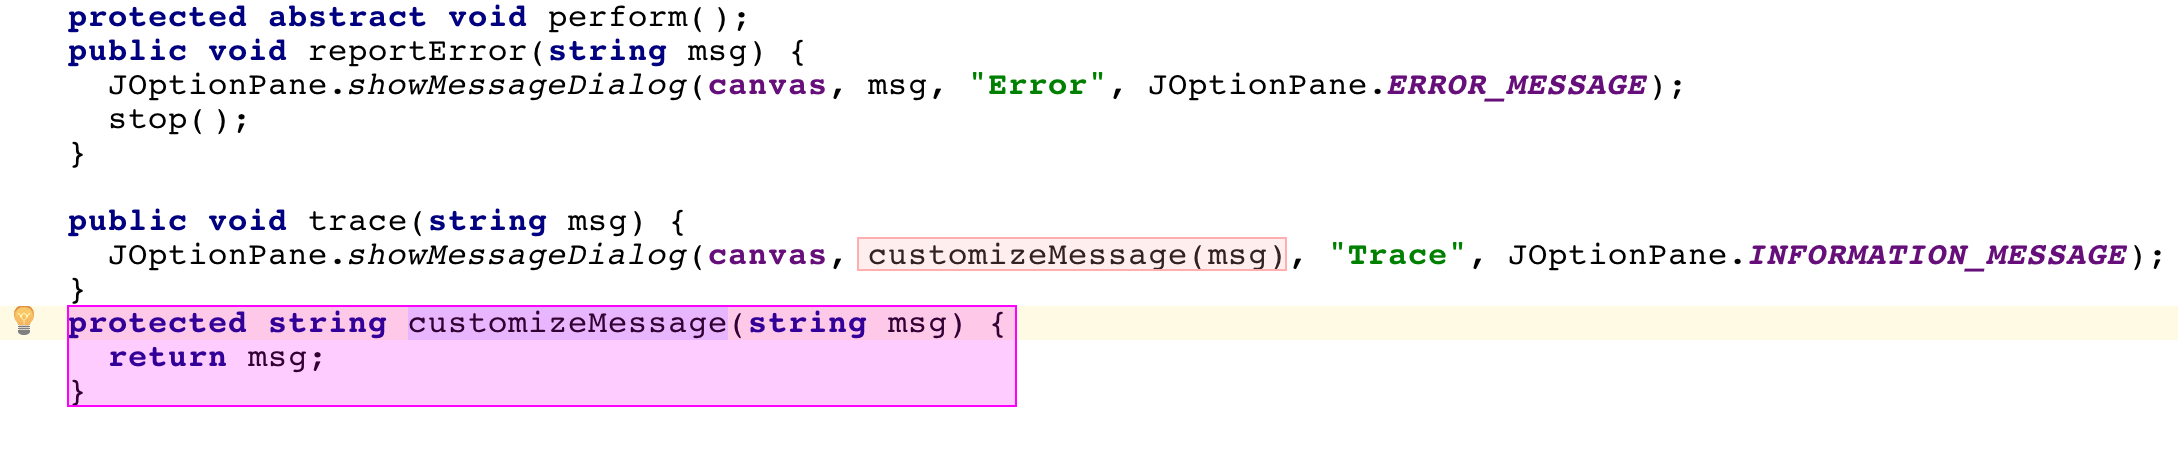 protected abstract void perform();
public void reportError(string msg) {
  JOptionPane.showMessageDialog(canvas, msg, "Error", JOptionPane.ERROR_MESSAGE);
  stop();
}

public void trace(string msg) {
  JOptionPane.showMessageDialog(canvas, customizeMessage(msg), "Trace", JOptionPane.INFORMATION_MESSAGE);
}
protected string customizeMessage(string msg) {
  return msg;
}